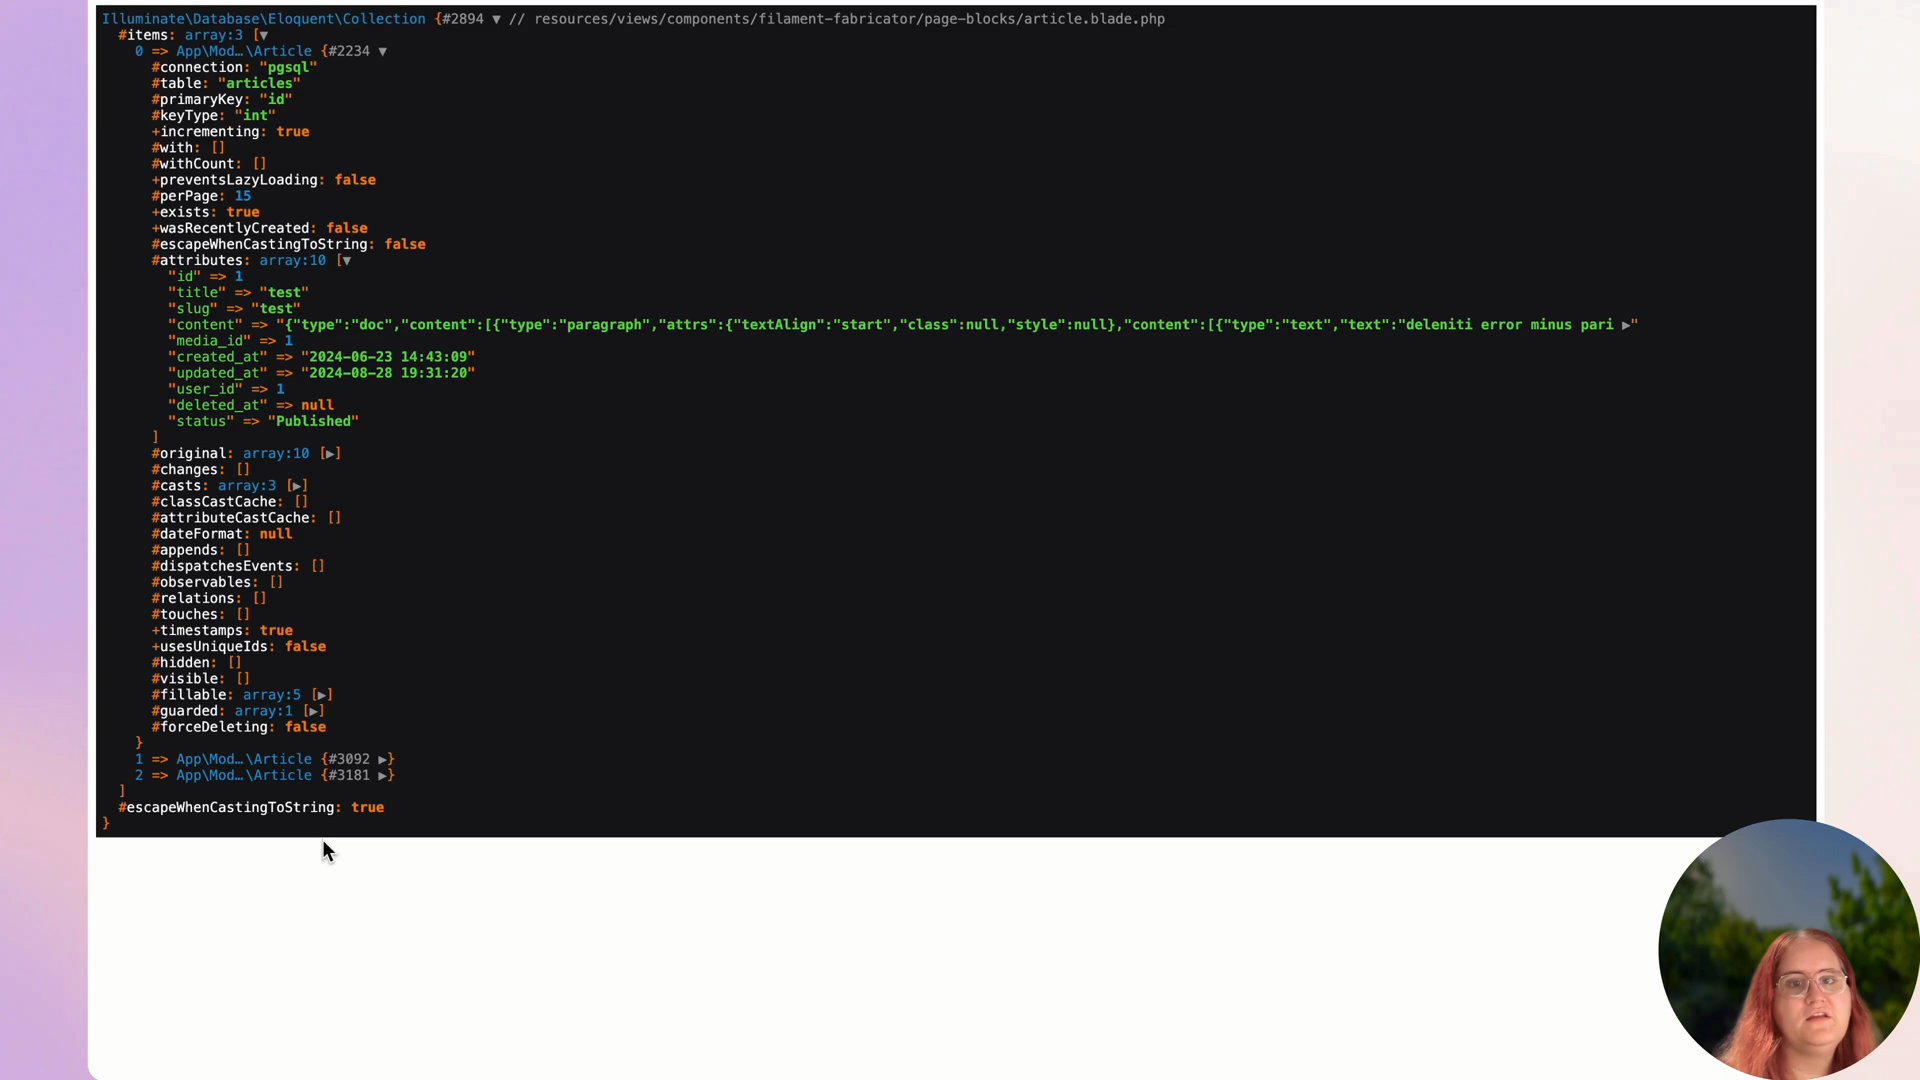 Illuminate\Database\Eloquent\Collection {#2894 ▼ // resources/views/components/filament-fabricator/page-blocks/article.blade.php
#items: array:3 [▼
0 => App\Mod…\Article {#2234 ▼
#connection: "pgsql"
#table: "articles"
#primaryKey: "id"
#keyType: "int"
+incrementing: true
#with: []
#withCount: []
+preventsLazyLoading: false
#perPage: 15
+exists: true
+wasRecentlyCreated: false
#escapeWhenCastingToString: false
#attributes: array:10 [▼
"id" => 1
"title" => "test"
"slug" => "test"
"content" => "{"type":"doc","content":[{"type":"paragraph","attrs":{"textAlign":"start","class":null,"style":null},"content":[{"type":"text","text":"deleniti error minus pari ▶"
"media_id" => 1
"created_at" => "2024-06-23 14:43:09"
"updated_at" => "2024-08-28 19:31:20"
"user_id" => 1
"deleted_at" => null
"status" => "Published"
]
#original: array:10 [▶]
#changes: []
#casts: array:3 [▶]
#classCastCache: []
#attributeCastCache: []
#dateFormat: null
#appends: []
#dispatchesEvents: []
#observables: []
#relations: []
#touches: []
+timestamps: true
+usesUniqueIds: false
#hidden: []
#visible: []
#fillable: array:5 [▶]
#guarded: array:1 [▶]
#forceDeleting: false
}
1 => App\Mod…\Article {#3092 ▶}
2 => App\Mod…\Article {#3181 ▶}
]
#escapeWhenCastingToString: true
}